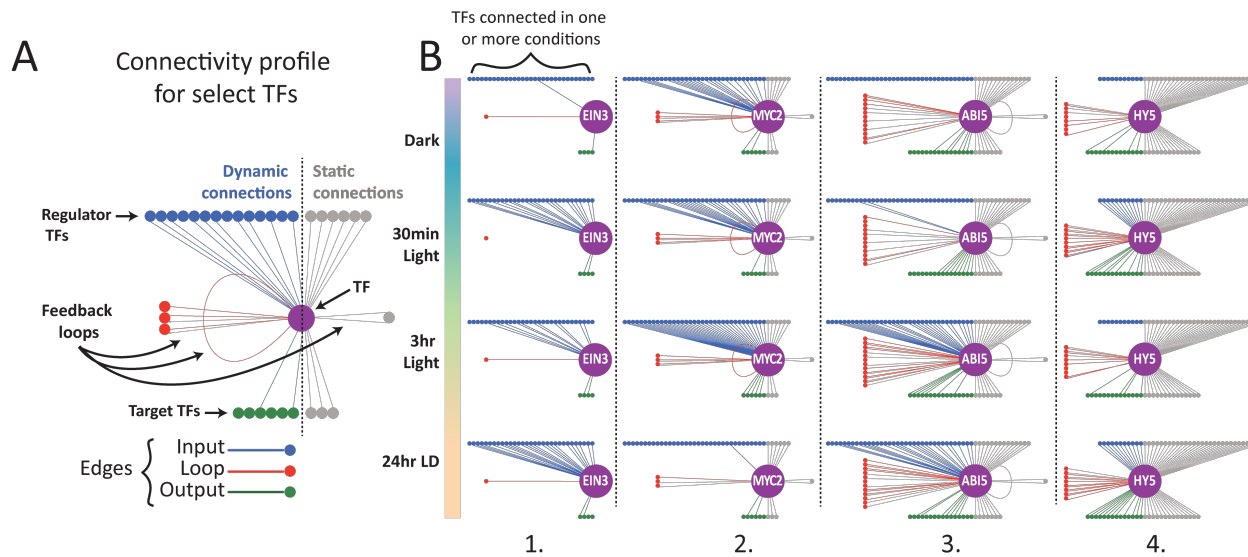 A
Connectivity profile
for select TFs
Dynamic
connections
Static
connections
Regulator
TFs
TF
Feedback
loops
Target TFs
Edges
Input
Loop
Output
B
TFs connected in one
or more conditions
Dark
EIN3
MYC2
ABI5
HY5
30min
Light
EIN3
MYC2
ABI5
HY5
3hr
Light
EIN3
MYC2
ABI5
HY5
24hr LD
EIN3
MYC2
ABI5
HY5
1.
2.
3.
4.